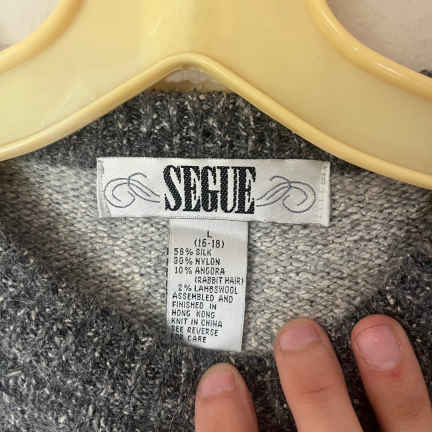 SEGUE
L
(16-18)
58% SILK
30% NYLON
10% ANGORA
(RABBIT HAIR)
2% LAMBSWOOL
ASSEMBLED AND
FINISHED IN
HONG KONG
KNIT IN CHINA
SEE REVERSE
FOR CARE